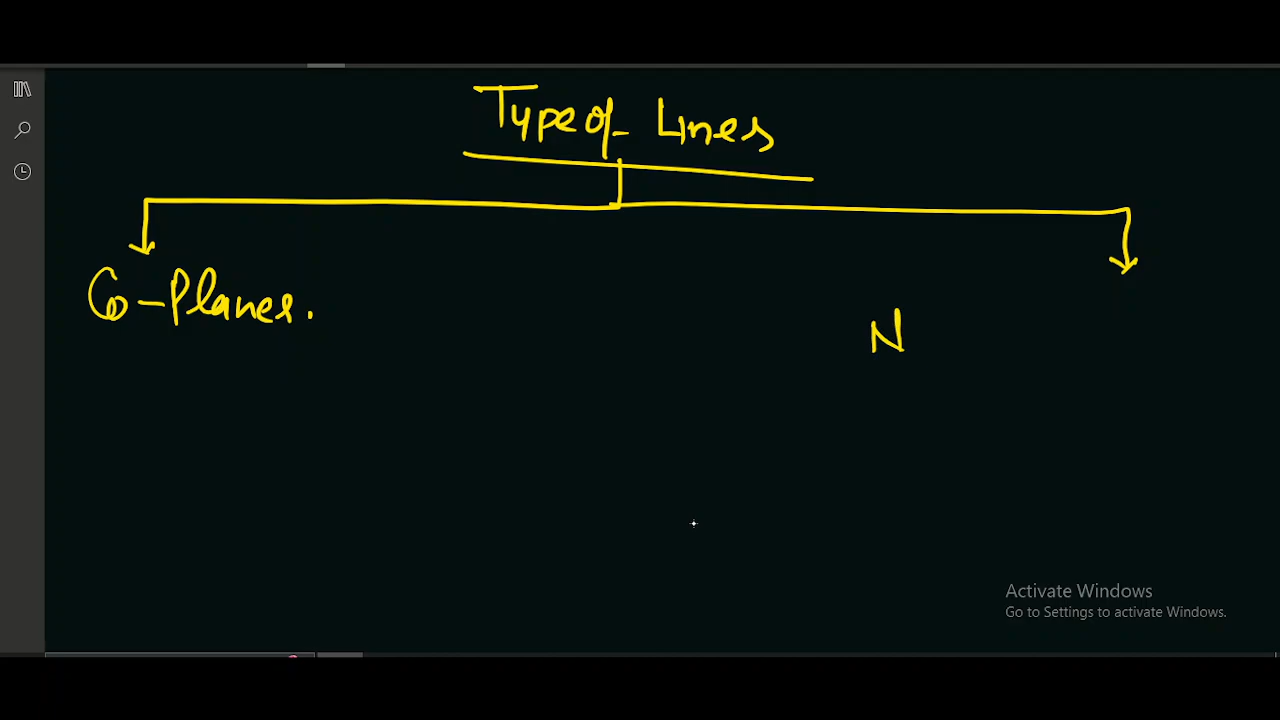 Type of Lines
Co-Planer.
N
Activate Windows
Go to Settings to activate Windows.